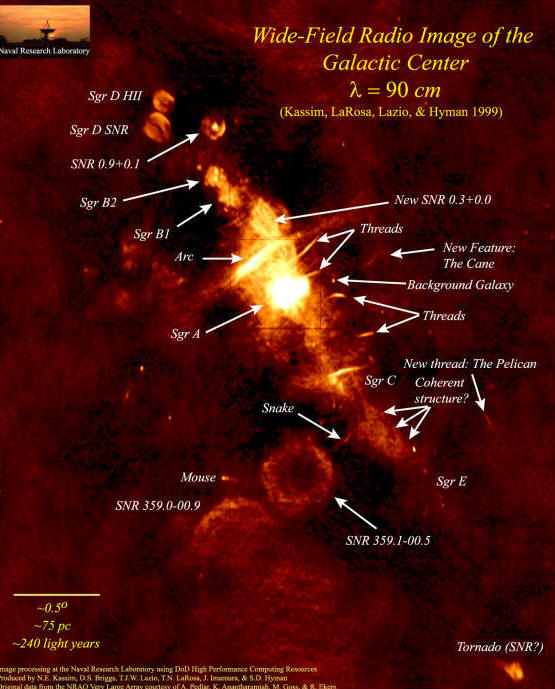 Naval Research Laboratory
Wide-Field Radio Image of the
Galactic Center
λ = 90 cm
(Kassim, LaRosa, Lazio, & Hyman 1999)
Sgr D HII
Sgr D SNR
SNR 0.9+0.1
Sgr B2
Sgr B1
New SNR 0.3+0.0
Threads
New Feature:
The Cane
Arc
Background Galaxy
Threads
Sgr A
New thread: The Pelican
Sgr C
Coherent
structure?
Snake
Sgr E
Mouse
SNR 359.0-00.9
SNR 359.1-00.5
~0.5º
~75 pc
~240 light years
Tornado (SNR?)
mage processing at the Naval Research Laboratory using DoD High Performance Computing Resources
Produced by N.E. Kassim, D.S. Briggs, T.J.W. Lazio, T.N. LaRosa, J. Imamura, & S.D. Hyman
Original data from the NRAO Very Large Array courtesy of A. Pedlar, K. Anantharamiah, M. Goss, & R. Ekers